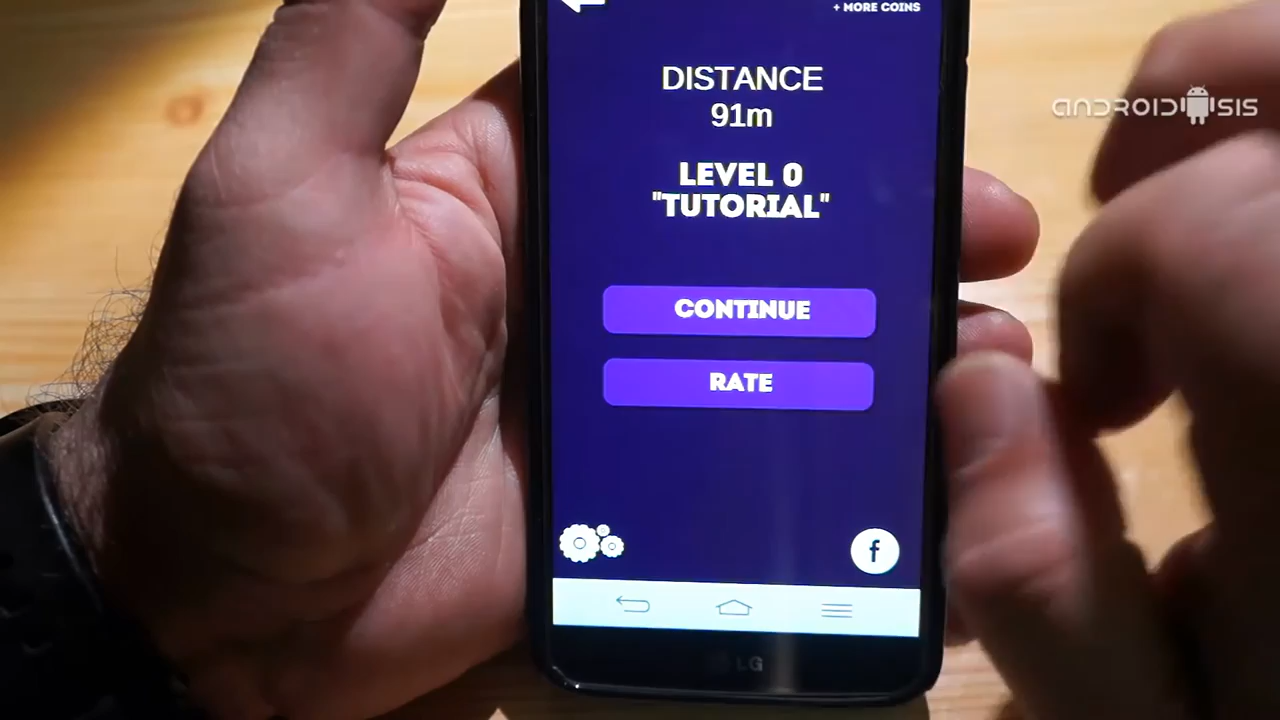 + MORE COINS
DISTANCE
91m
ANDROIDSIS
LEVEL 0
"TUTORIAL"
CONTINUE
RATE
f
LG